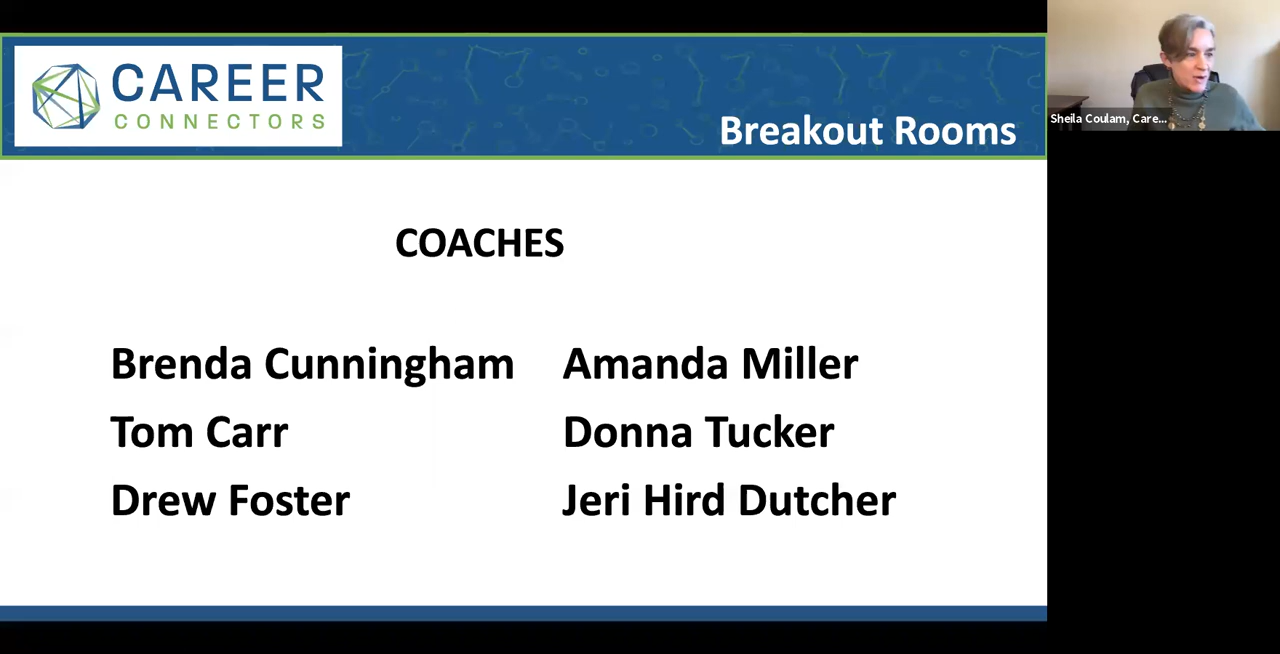 CAREER
CONNECTORS
Breakout Rooms
Sheila Coulam, Care...
COACHES
Brenda Cunningham
Amanda Miller
Tom Carr
Donna Tucker
Drew Foster
Jeri Hird Dutcher